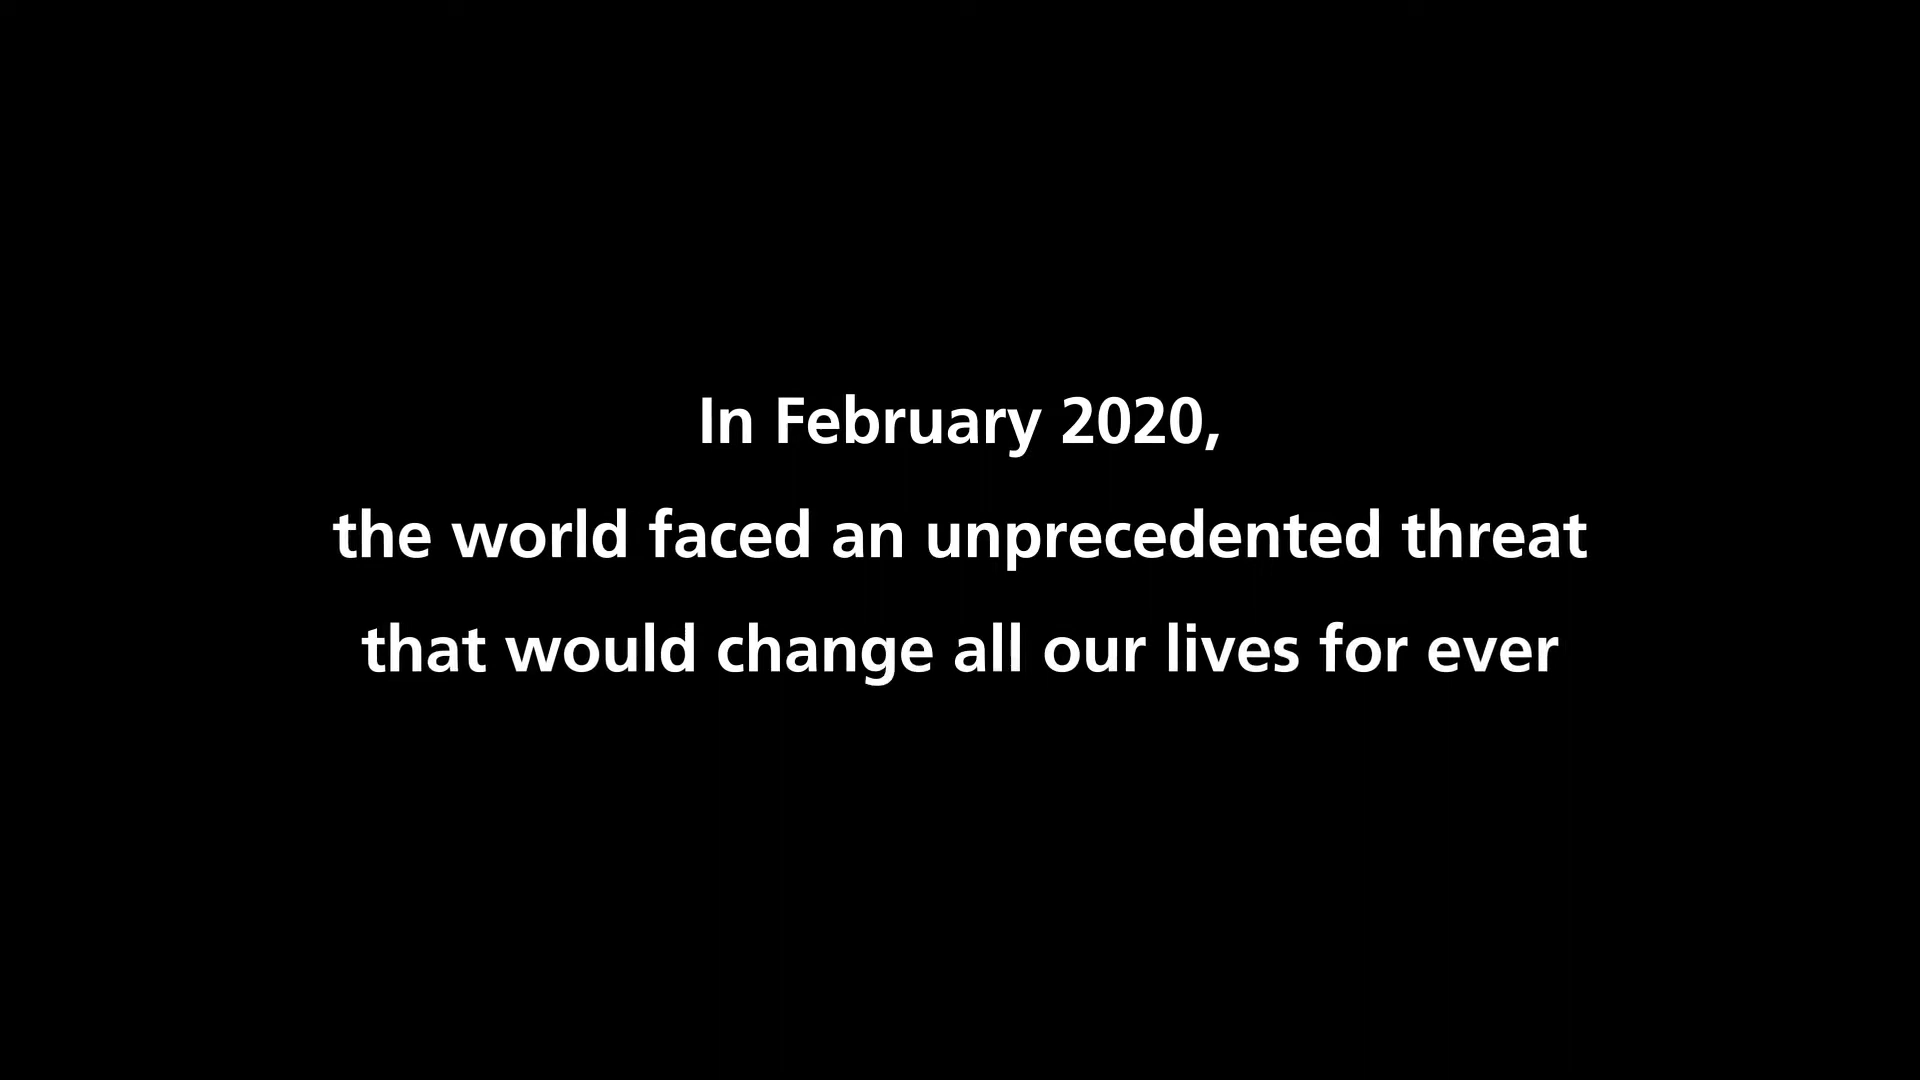 In February 2020,
the world faced an unprecedented threat
that would change all our lives for ever